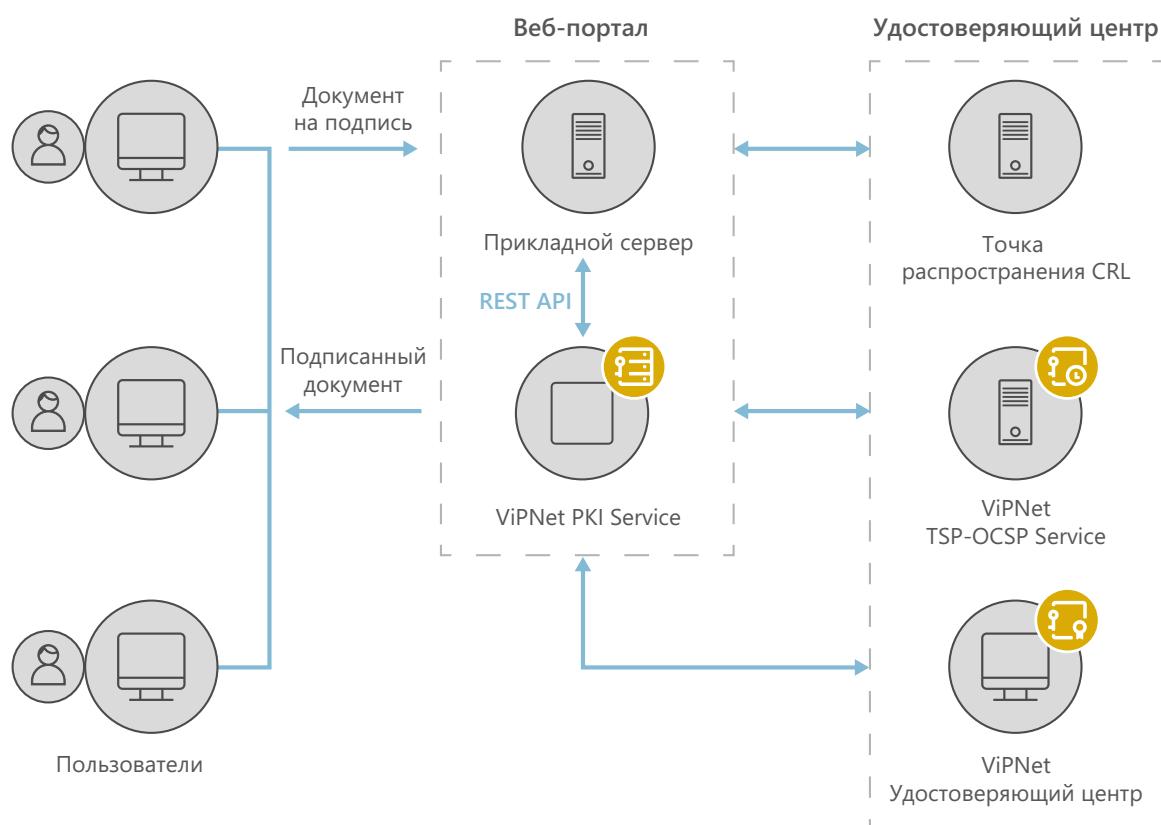 Веб-портал
Удостоверяющий центр
Документ
на подпись
Прикладной сервер
Точка
распространения CRL
REST API
Подписанный
документ
ViPNet PKI Service
ViPNet
TSP-OCSP Service
Пользователи
ViPNet
Удостоверяющий центр